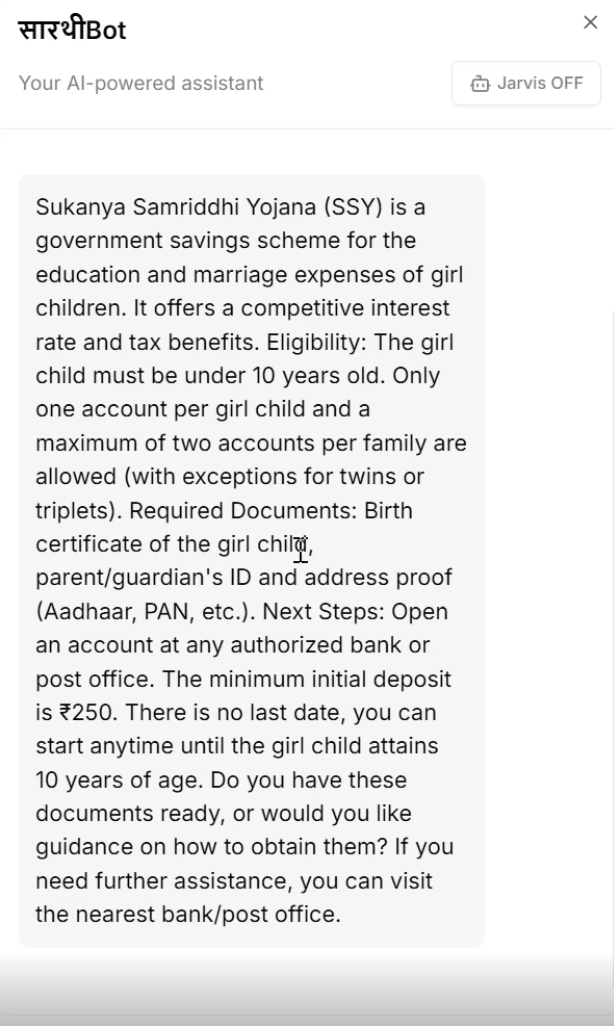 सारथीBot
Your AI-powered assistant
Jarvis OFF
Sukanya Samriddhi Yojana (SSY) is a
government savings scheme for the
education and marriage expenses of girl
children. It offers a competitive interest
rate and tax benefits. Eligibility: The girl
child must be under 10 years old. Only
one account per girl child and a
maximum of two accounts per family are
allowed (with exceptions for twins or
triplets). Required Documents: Birth
certificate of the girl child,
parent/guardian's ID and address proof
(Aadhaar, PAN, etc.). Next Steps: Open
an account at any authorized bank or
post office. The minimum initial deposit
is ₹250. There is no last date, you can
start anytime until the girl child attains
10 years of age. Do you have these
documents ready, or would you like
guidance on how to obtain them? If you
need further assistance, you can visit
the nearest bank/post office.